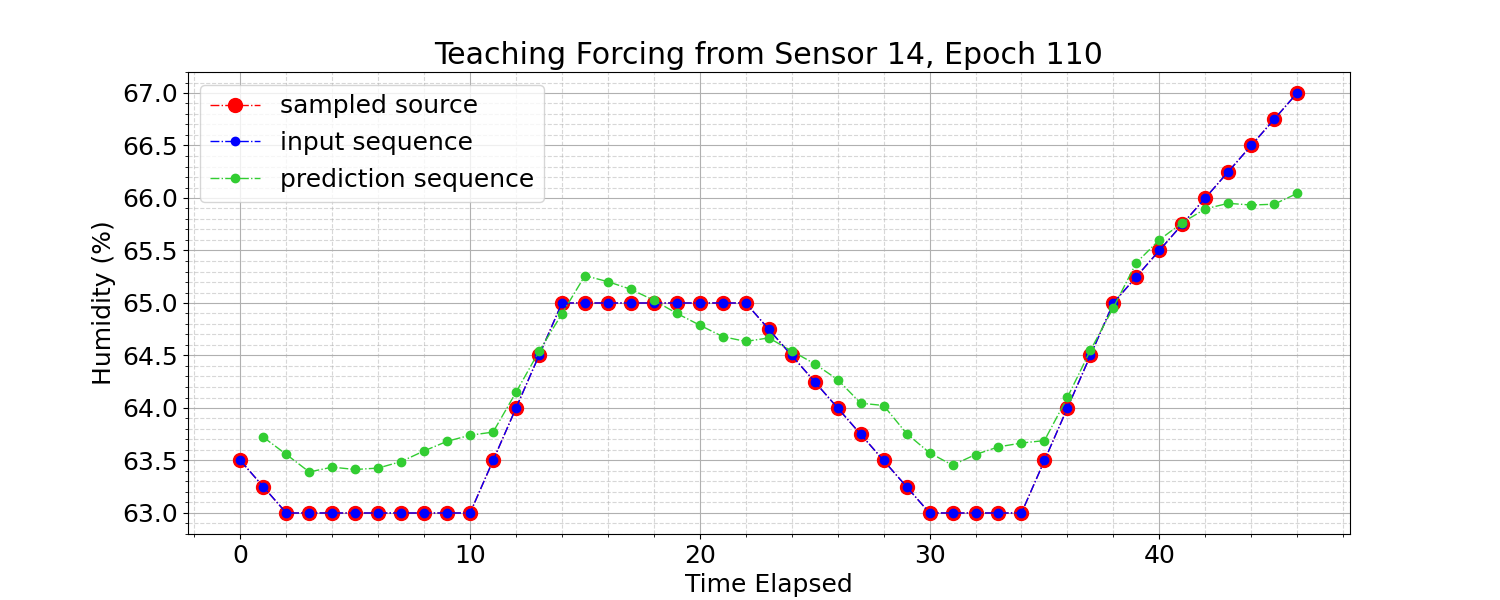 Teaching Forcing from Sensor 14, Epoch 110
sampled source
input sequence
prediction sequence
Humidity (%)
67.0
66.5
66.0
65.5
65.0
64.5
64.0
63.5
63.0
0 10 20 30 40
Time Elapsed